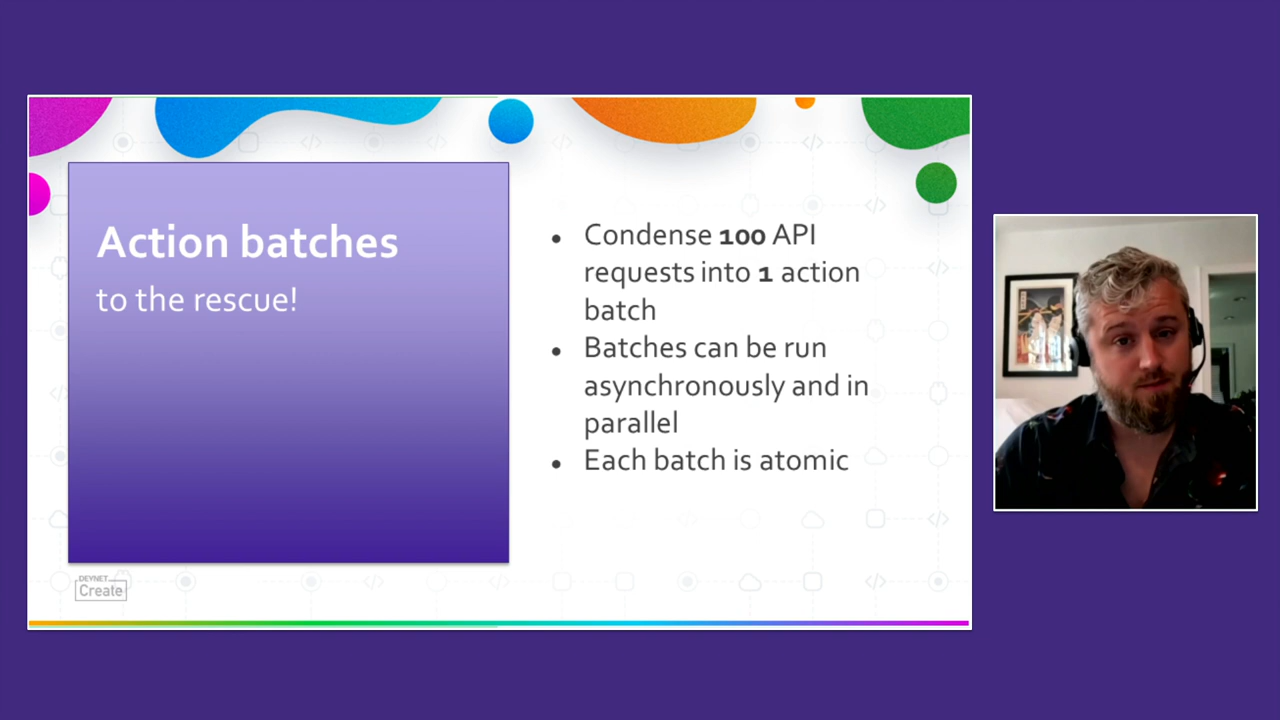 Action batches
to the rescue!
Condense 100 API
requests into 1 action
batch
Batches can be run
asynchronously and in
parallel
Each batch is atomic
DEVNET
Create